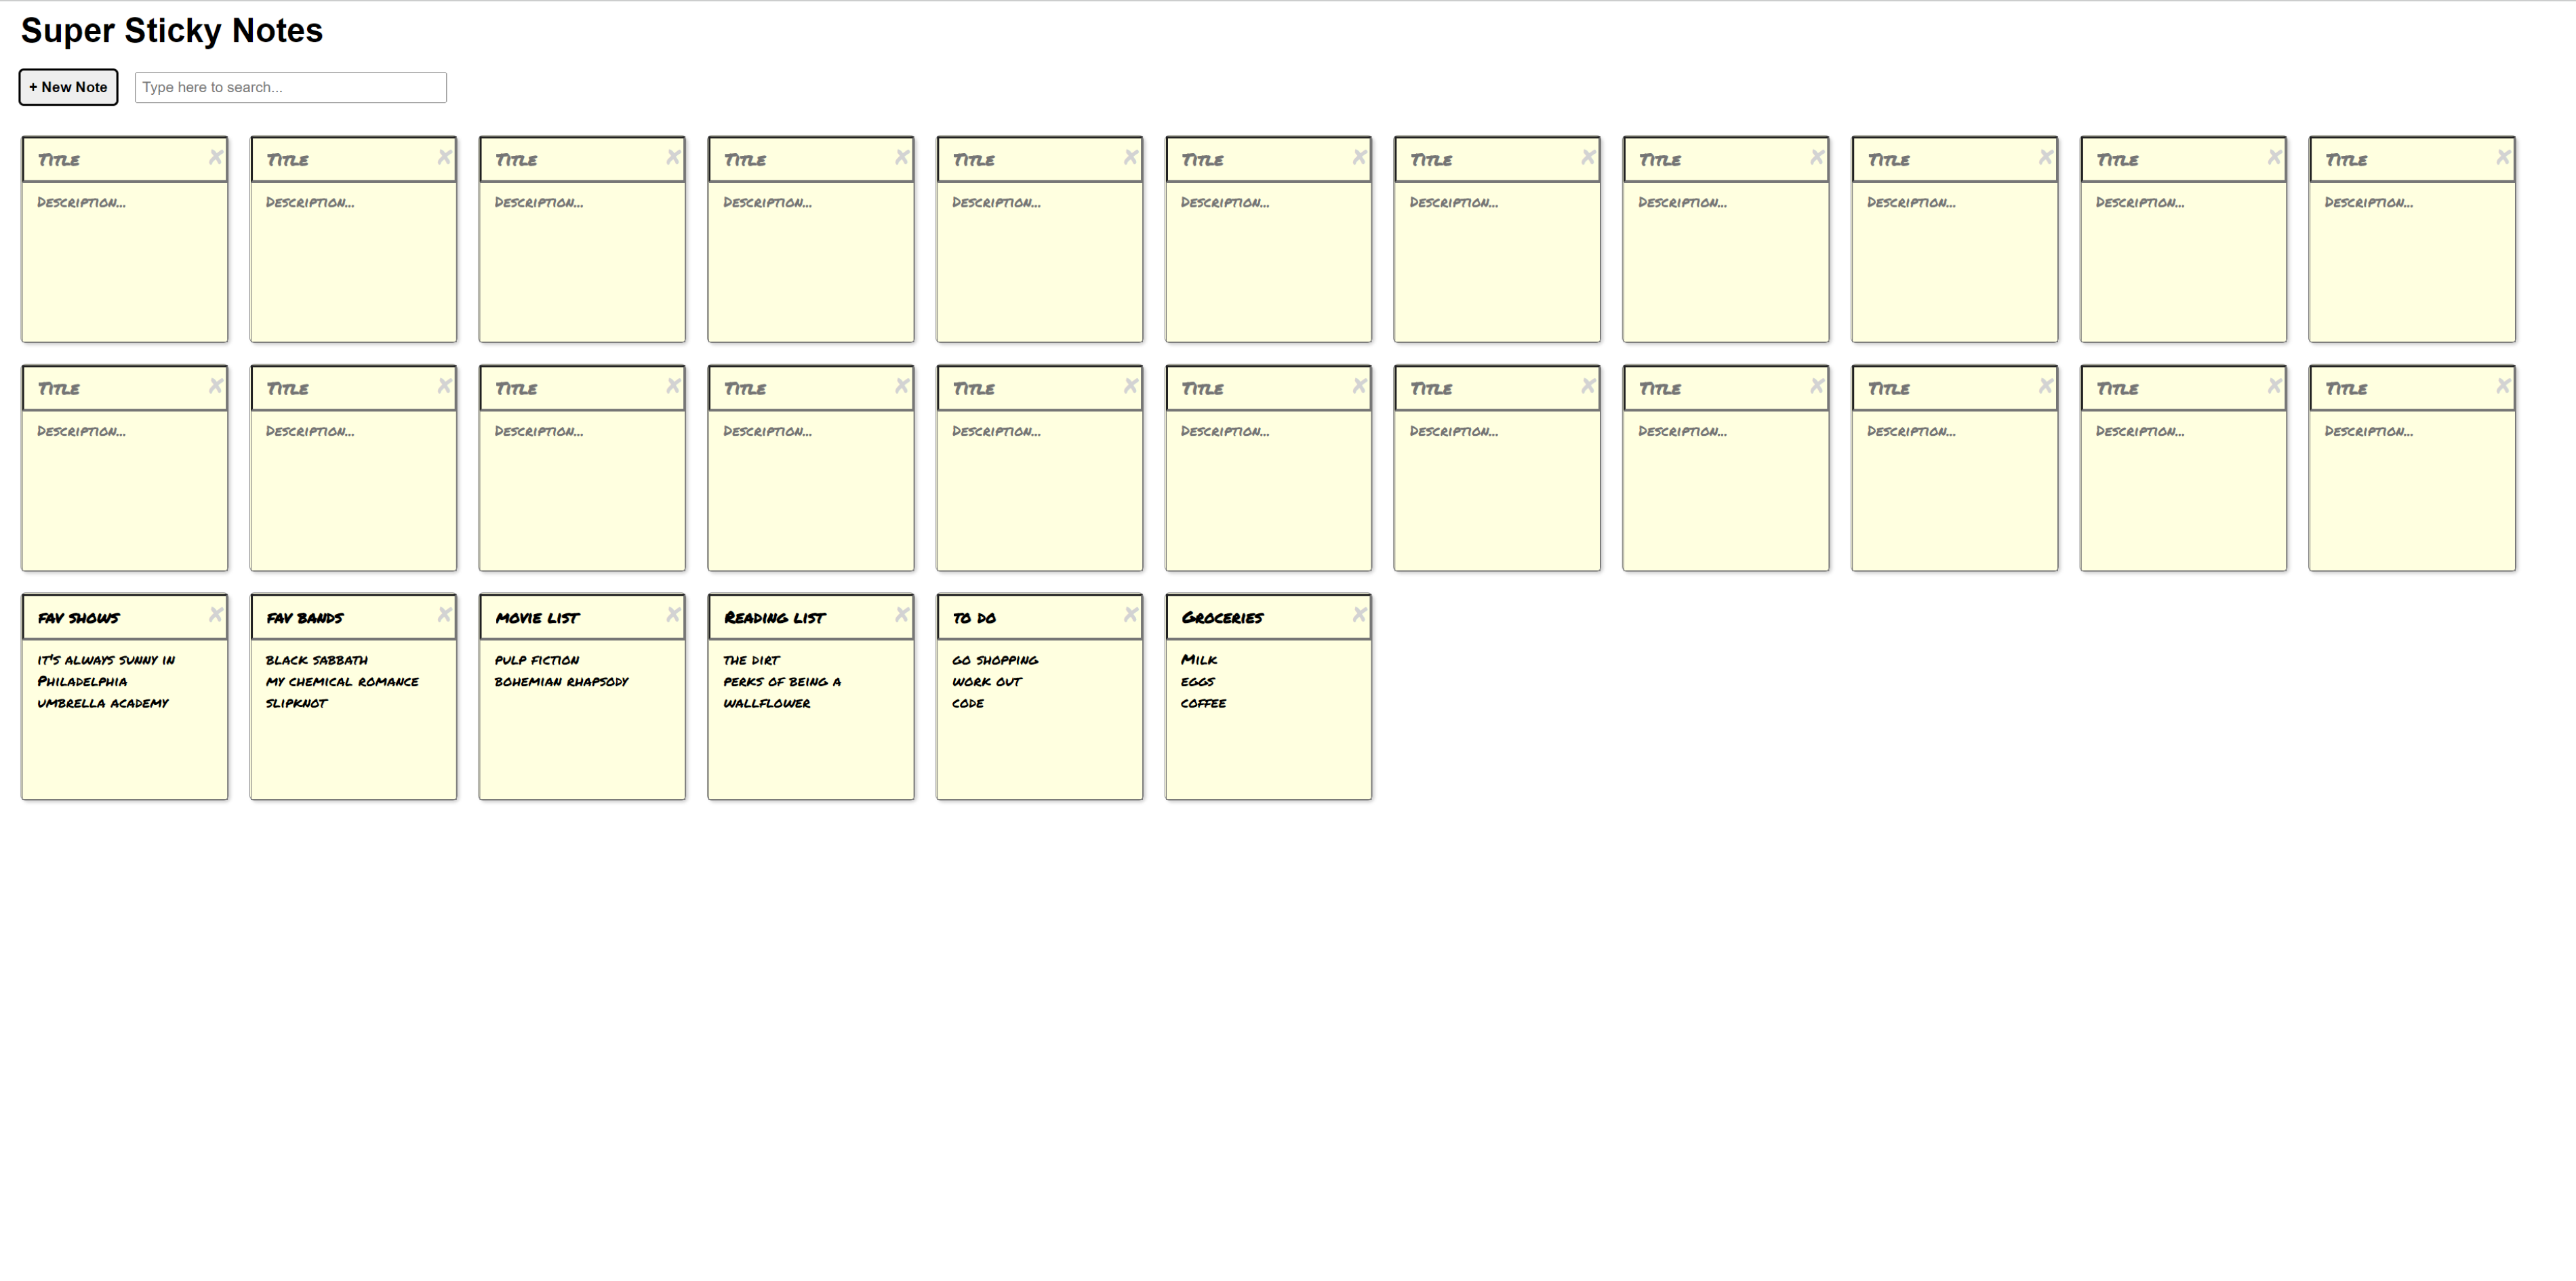 Super Sticky Notes
+ New Note Type here to search...
Title ✘ Title ✘ Title ✘ Title ✘ Title ✘ Title ✘ Title ✘ Title ✘ Title ✘ Title ✘ Title ✘
Description... Description... Description... Description... Description... Description... Description... Description... Description... Description... Description...
Title ✘ Title ✘ Title ✘ Title ✘ Title ✘ Title ✘ Title ✘ Title ✘ Title ✘ Title ✘ Title ✘
Description... Description... Description... Description... Description... Description... Description... Description... Description... Description... Description...
fav shows ✘
it's always sunny in
Philadelphia
umbrella academy
fav bands ✘
black sabbath
my chemical romance
slipknot
movie list ✘
pulp fiction
bohemian rhapsody
Reading list ✘
the dirt
perks of being a
wallflower
to do ✘
go shopping
work out
code
Groceries ✘
Milk
eggs
coffee